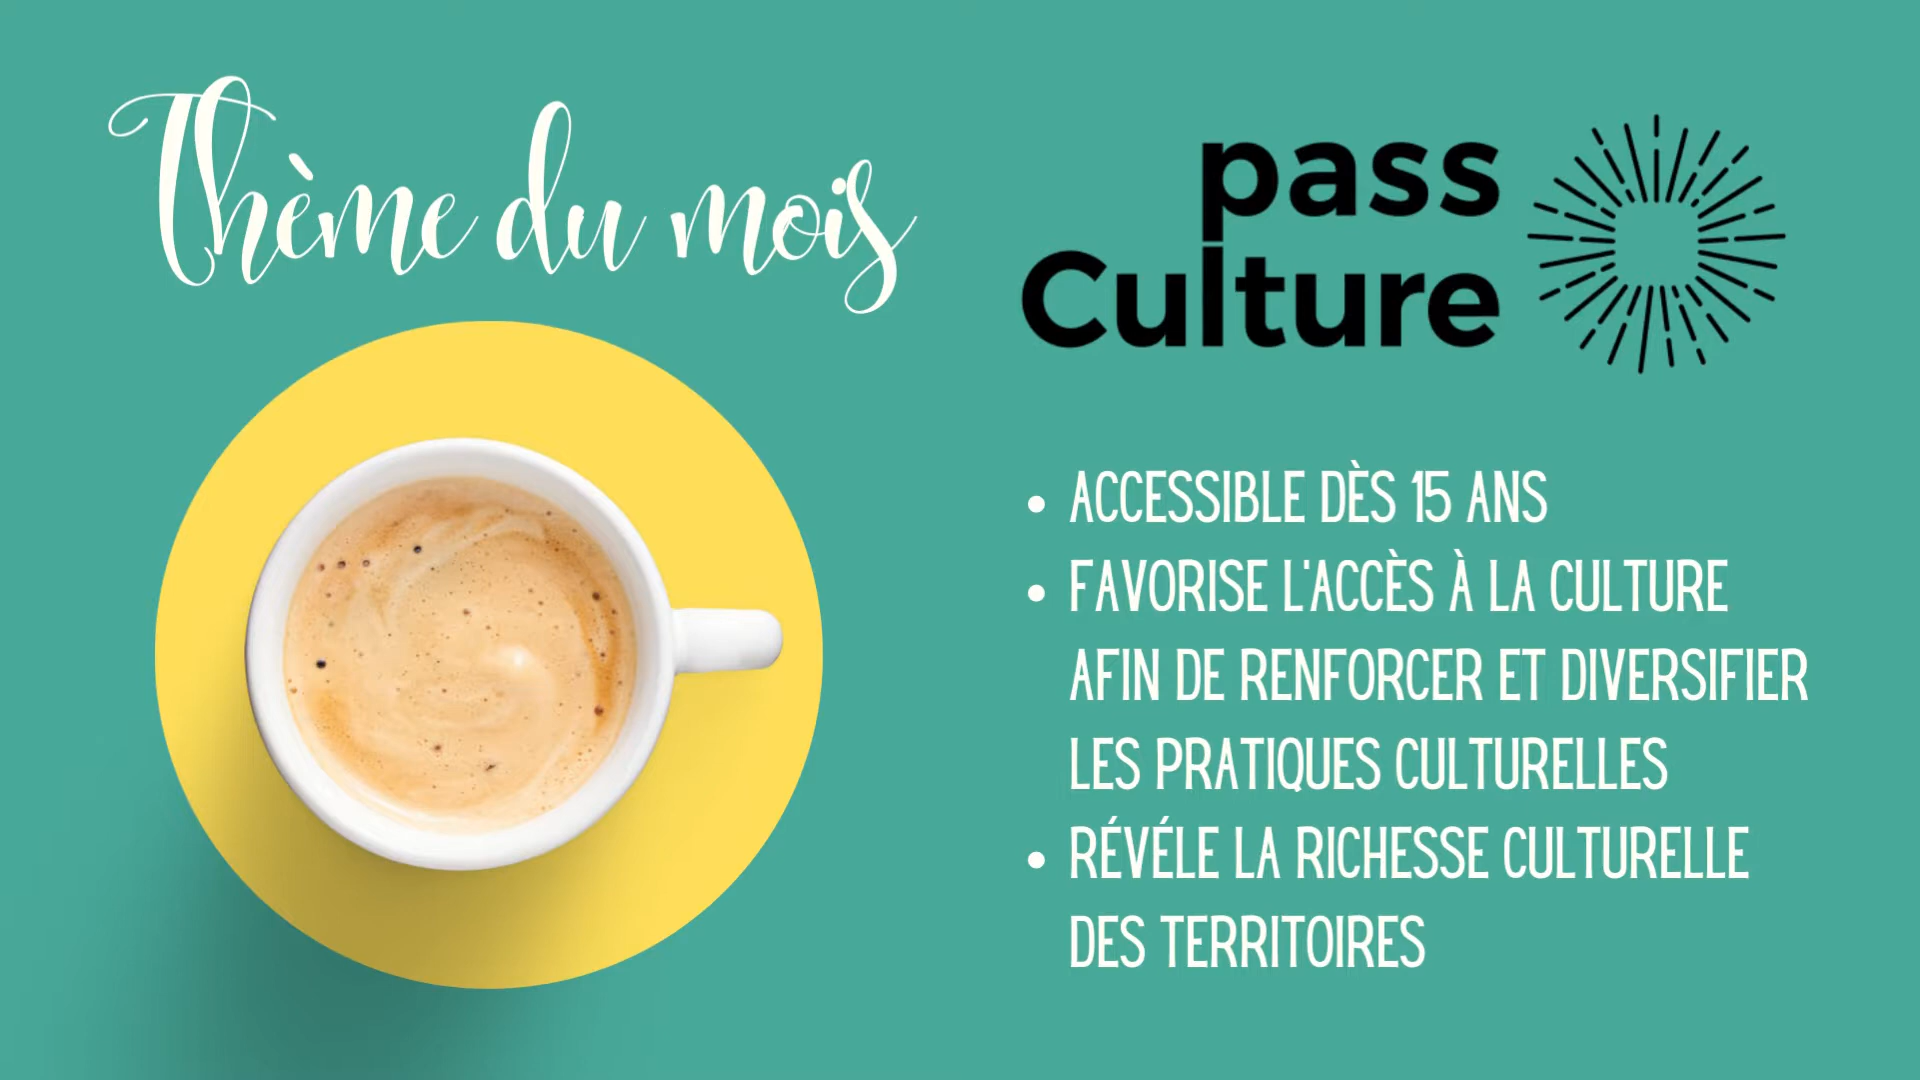 Thème du mois
pass
Culture
• ACCESSIBLE DÈS 15 ANS
• FAVORISE L'ACCÈS À LA CULTURE
AFIN DE RENFORCER ET DIVERSIFIER
LES PRATIQUES CULTURELLES
• RÉVÉLE LA RICHESSE CULTURELLE
DES TERRITOIRES